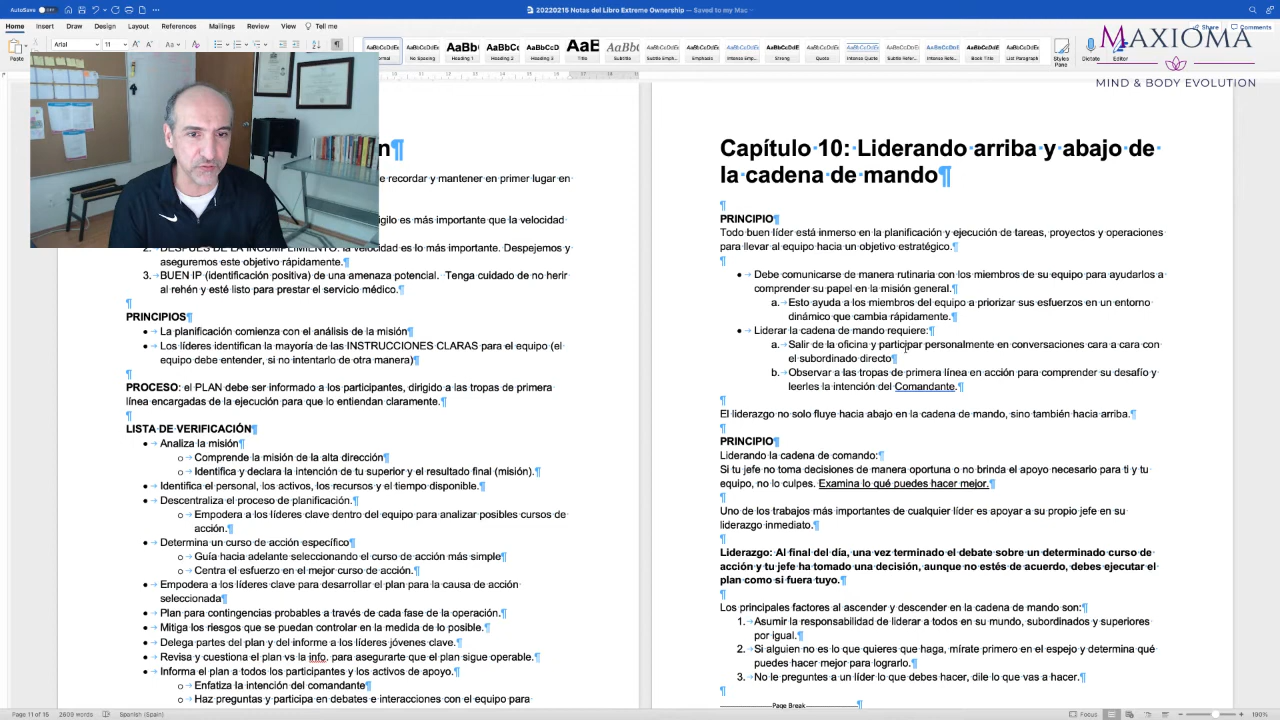 AutoSave OFF
20220215 Notas del Libro Extreme Ownership — Saved to my Mac
Home Insert Draw Design Layout References Mailings Review View Tell me
Share Comments
Paste
Arial 11
No Spacing Heading 1 Heading 2 Heading 3 Title Subtitle Subtle Emph... Emphasis Intense Emp... Strong Quote Intense Quote Subtle Refer... Intense Refe... Book Title List Paragraph
Styles Pane Dictate Editor
MAXIOMA
MIND & BODY EVOLUTION
n¶
e recordar y mantener en primer lugar en
igilo es más importante que la velocidad
2. DESPUÉS DE LA INCUMPLIMIENTO: la velocidad es lo más importante. Despejemos y
aseguremos este objetivo rápidamente.¶
3. BUEN IP (identificación positiva) de una amenaza potencial. Tenga cuidado de no herir
al rehén y esté listo para prestar el servicio médico.¶
¶
PRINCIPIOS¶
• La planificación comienza con el análisis de la misión¶
• Los líderes identifican la mayoría de las INSTRUCCIONES CLARAS para el equipo (el
equipo debe entender, si no intentarlo de otra manera)¶
¶
PROCESO: el PLAN debe ser informado a los participantes, dirigido a las tropas de primera
línea encargadas de la ejecución para que lo entiendan claramente.¶
¶
LISTA DE VERIFICACIÓN¶
• Analiza la misión¶
o Comprende la misión de la alta dirección¶
o Identifica y declara la intención de tu superior y el resultado final (misión).¶
• Identifica el personal, los activos, los recursos y el tiempo disponible.¶
• Descentraliza el proceso de planificación.¶
o Empodera a los líderes clave dentro del equipo para analizar posibles cursos de
acción.¶
• Determina un curso de acción específico¶
o Guía hacia adelante seleccionando el curso de acción más simple¶
o Centra el esfuerzo en el mejor curso de acción.¶
• Empodera a los líderes clave para desarrollar el plan para la causa de acción
seleccionada¶
• Plan para contingencias probables a través de cada fase de la operación.¶
• Mitiga los riesgos que se puedan controlar en la medida de lo posible.¶
• Delega partes del plan y del informe a los líderes jóvenes clave.¶
• Revisa y cuestiona el plan vs la info. para asegurarte que el plan sigue operable.¶
• Informa el plan a todos los participantes y los activos de apoyo.¶
o Enfatiza la intención del comandante¶
o Haz preguntas y participa en debates e interacciones con el equipo para
Capítulo 10: Liderando arriba y abajo de
la cadena de mando¶
¶
PRINCIPIO¶
Todo buen líder está inmerso en la planificación y ejecución de tareas, proyectos y operaciones
para llevar al equipo hacia un objetivo estratégico.¶
¶
• Debe comunicarse de manera rutinaria con los miembros de su equipo para ayudarlos a
comprender su papel en la misión general.¶
a. Esto ayuda a los miembros del equipo a priorizar sus esfuerzos en un entorno
dinámico que cambia rápidamente.¶
• Liderar la cadena de mando requiere:¶
a. Salir de la oficina y participar personalmente en conversaciones cara a cara con
el subordinado directo¶
b. Observar a las tropas de primera línea en acción para comprender su desafío y
leerles la intención del Comandante.¶
¶
El liderazgo no solo fluye hacia abajo en la cadena de mando, sino también hacia arriba.¶
¶
PRINCIPIO¶
Liderando la cadena de comando:¶
Si tu jefe no toma decisiones de manera oportuna o no brinda el apoyo necesario para ti y tu
equipo, no lo culpes. Examina lo qué puedes hacer mejor.¶
¶
Uno de los trabajos más importantes de cualquier líder es apoyar a su propio jefe en su
liderazgo inmediato.¶
¶
Liderazgo: Al final del día, una vez terminado el debate sobre un determinado curso de
acción y tu jefe ha tomado una decisión, aunque no estés de acuerdo, debes ejecutar el
plan como si fuera tuyo.¶
¶
Los principales factores al ascender y descender en la cadena de mando son:¶
1. Asumir la responsabilidad de liderar a todos en su mundo, subordinados y superiores
por igual.¶
2. Si alguien no es lo que quieres que haga, mírate primero en el espejo y determina qué
puedes hacer mejor para lograrlo.¶
3. No le preguntes a un líder lo que debes hacer, dile lo que vas a hacer.¶
¶
Page Break¶
Page 11 of 15 2809 words Spanish (Spain) Focus 190%